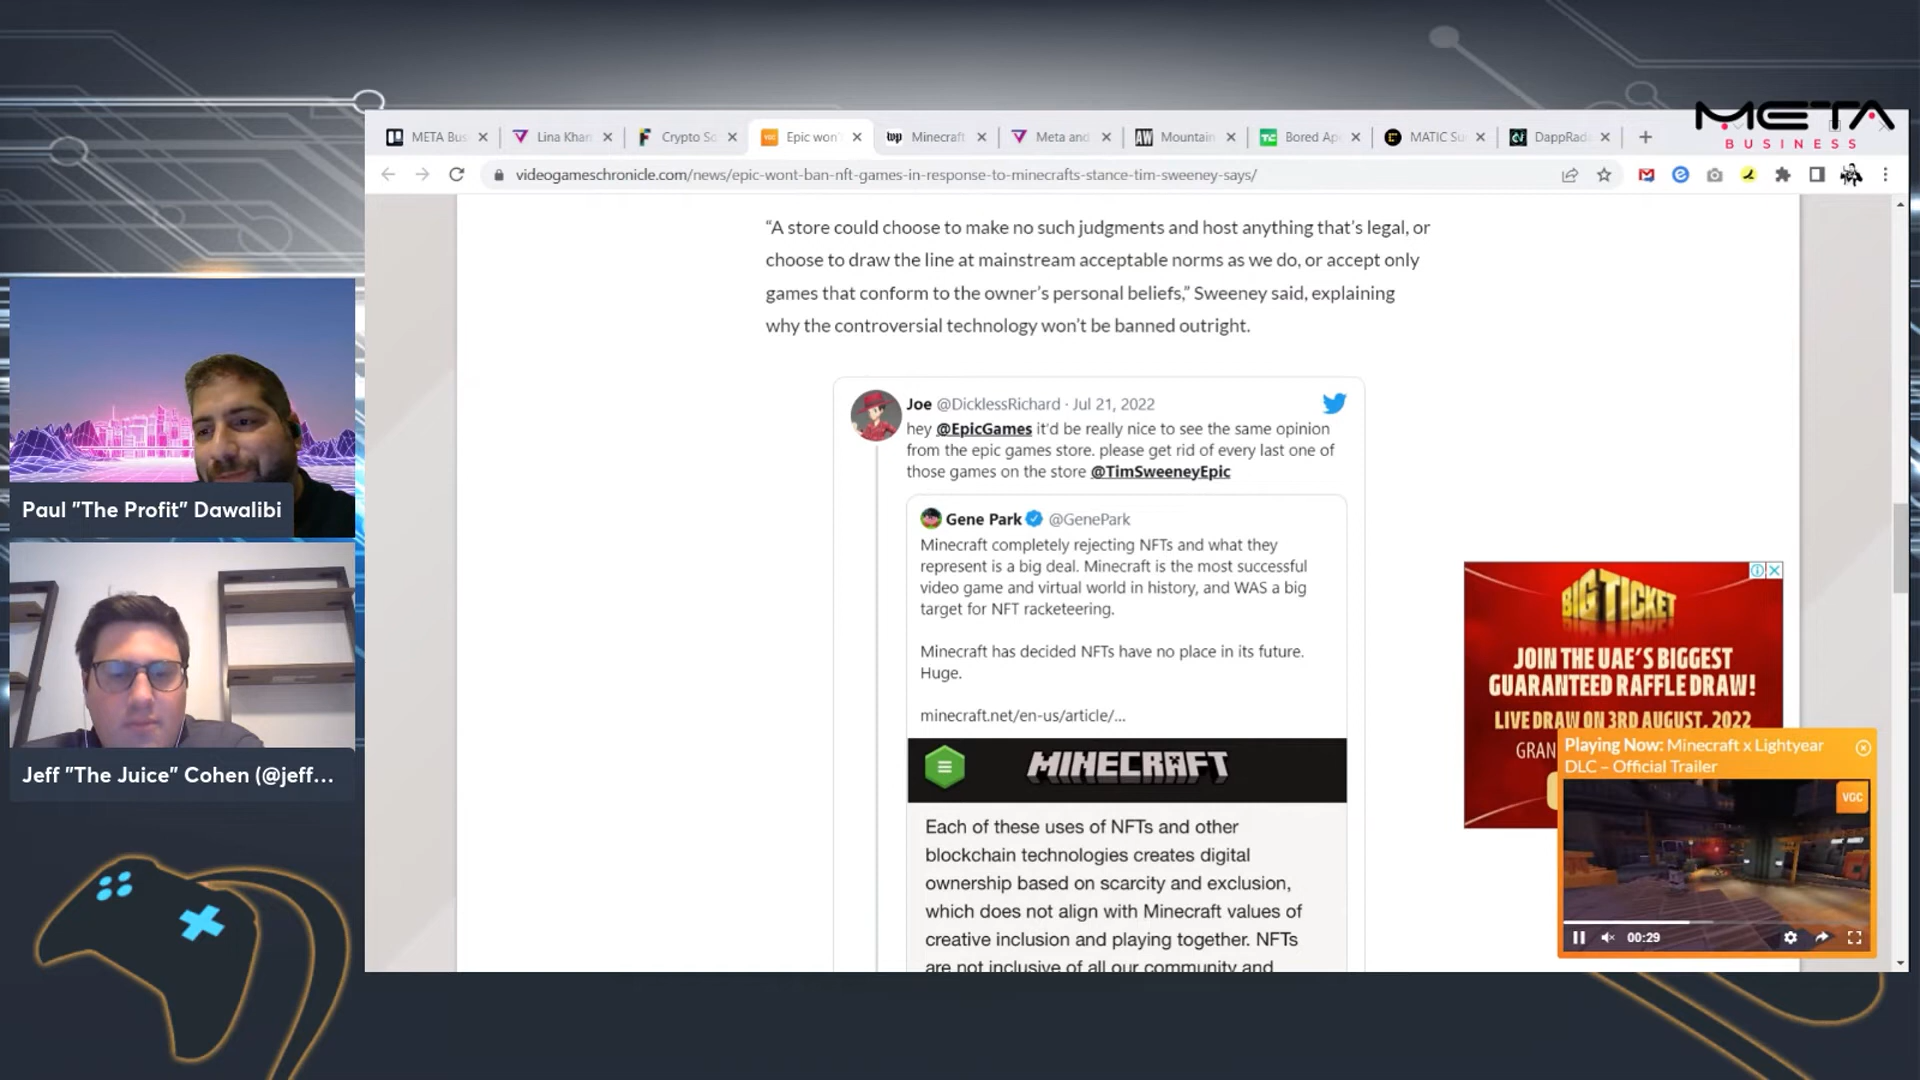 META
BUSINESS
META Bus
Lina Khan
Crypto So
Epic won'
Minecraft
Meta and
Mountain
Bored Ap
MATIC Su
DappRad
videogameschronicle.com/news/epic-wont-ban-nft-games-in-response-to-minecrafts-stance-tim-sweeney-says/
“A store could choose to make no such judgments and host anything that’s legal, or
choose to draw the line at mainstream acceptable norms as we do, or accept only
games that conform to the owner’s personal beliefs,” Sweeney said, explaining
why the controversial technology won’t be banned outright.
Joe @DicklessRichard · Jul 21, 2022
hey @EpicGames it'd be really nice to see the same opinion
from the epic games store. please get rid of every last one of
those games on the store @TimSweeneyEpic
Gene Park @GenePark
Minecraft completely rejecting NFTs and what they
represent is a big deal. Minecraft is the most successful
video game and virtual world in history, and WAS a big
target for NFT racketeering.
Minecraft has decided NFTs have no place in its future.
Huge.
minecraft.net/en-us/article/...
MINECRAFT
Each of these uses of NFTs and other
blockchain technologies creates digital
ownership based on scarcity and exclusion,
which does not align with Minecraft values of
creative inclusion and playing together. NFTs
are not inclusive of all our community and
BIG TICKET
JOIN THE UAE'S BIGGEST
GUARANTEED RAFFLE DRAW!
LIVE DRAW ON 3RD AUGUST, 2022
GRAN
Playing Now: Minecraft x Lightyear
DLC – Official Trailer
VGC
00:29
Paul "The Profit" Dawalibi
Jeff "The Juice" Cohen (@jeff...